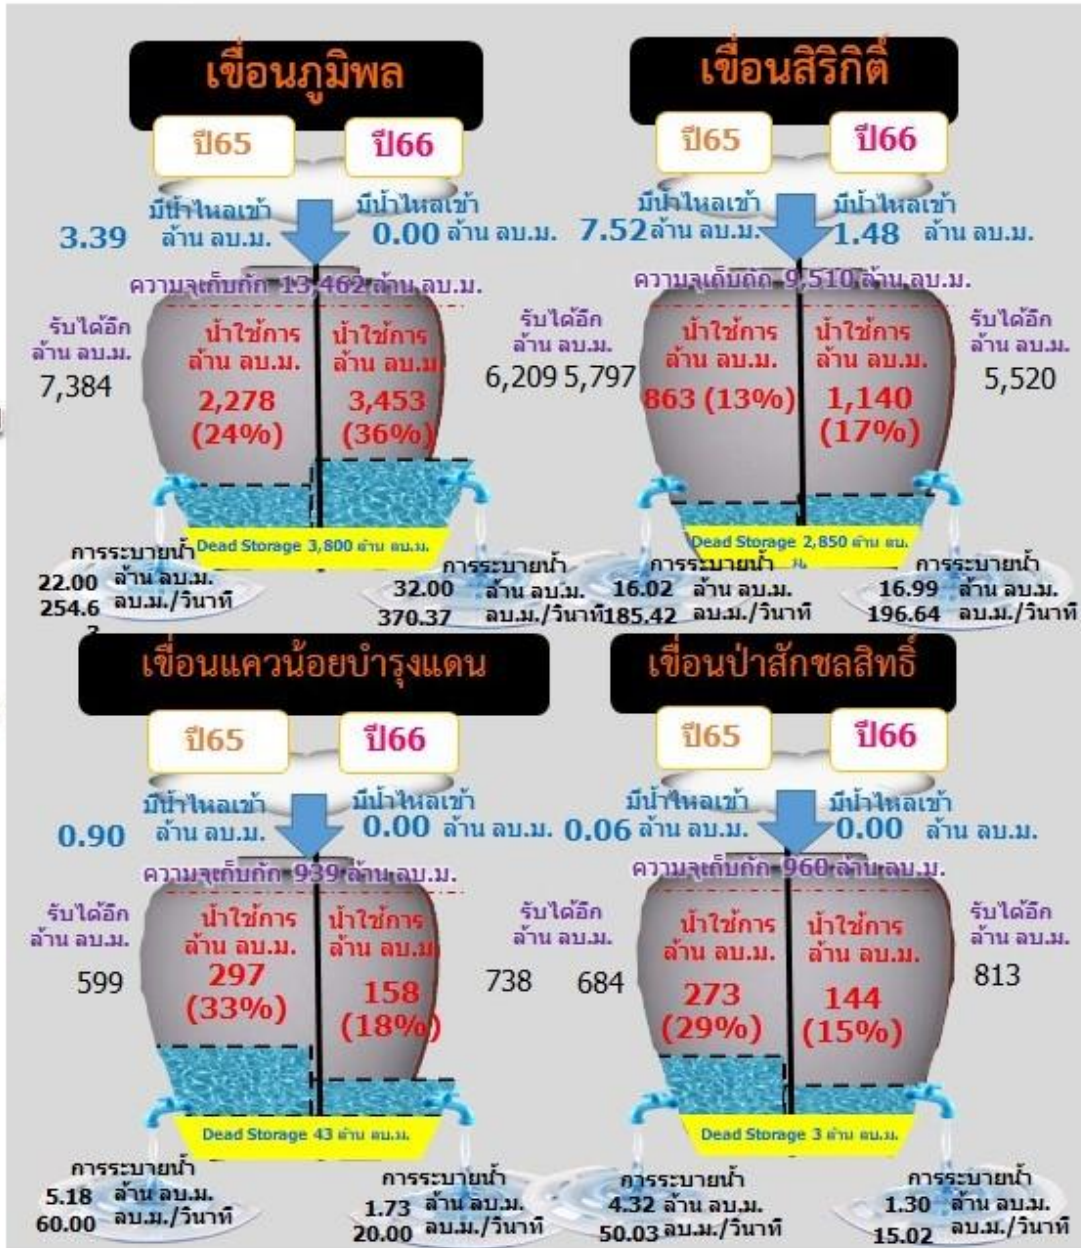 เขื่อนภูมิพล
ปี65 ปี66
มีน้ำไหลเข้า มีน้ำไหลเข้า
3.39 ล้าน ลบ.ม. 0.00 ล้าน ลบ.ม.
ความจุเก็บกัก 13,462 ล้าน ลบ.ม.
รับได้อีก น้ำใช้การ น้ำใช้การ รับได้อีก
ล้าน ลบ.ม. ล้าน ลบ.ม. ล้าน ลบ.ม ล้าน ลบ.ม.
7,384 2,278 3,453 6,209
(24%) (36%)
Dead Storage 3,800 ล้าน ลบ.ม.
การระบายน้ำ การระบายน้ำ
22.00 ล้าน ลบ.ม. 32.00 ล้าน ลบ.ม.
254.6 ลบ.ม./วินาที 370.37 ลบ.ม./วินาที
เขื่อนสิริกิติ์
ปี65 ปี66
มีน้ำไหลเข้า มีน้ำไหลเข้า
7.52 ล้าน ลบ.ม. 1.48 ล้าน ลบ.ม.
ความจุเก็บกัก 9,510 ล้าน ลบ.ม.
น้ำใช้การ น้ำใช้การ รับได้อีก
ล้าน ลบ.ม. ล้าน ลบ.ม. ล้าน ลบ.ม.
5,797 863 (13%) 1,140 5,520
(17%)
Dead Storage 2,850 ล้าน ลบ.
ม.
การระบายน้ำ การระบายน้ำ
16.02 ล้าน ลบ.ม. 16.99 ล้าน ลบ.ม.
185.42 ลบ.ม./วินาที 196.64 ลบ.ม./วินาที
เขื่อนแควน้อยบำรุงแดน
ปี65 ปี66
มีน้ำไหลเข้า มีน้ำไหลเข้า
0.90 ล้าน ลบ.ม. 0.00 ล้าน ลบ.ม.
ความจุเก็บกัก 939 ล้าน ลบ.ม.
รับได้อีก น้ำใช้การ น้ำใช้การ รับได้อีก
ล้าน ลบ.ม. ล้าน ลบ.ม. ล้าน ลบ.ม ล้าน ลบ.ม.
599 297 158 738
(33%) (18%)
Dead Storage 43 ล้าน ลบ.ม.
การระบายน้ำ การระบายน้ำ
5.18 ล้าน ลบ.ม. 1.73 ล้าน ลบ.ม.
60.00 ลบ.ม./วินาที 20.00 ลบ.ม./วินาที
เขื่อนป่าสักชลสิทธิ์
ปี65 ปี66
มีน้ำไหลเข้า มีน้ำไหลเข้า
0.06 ล้าน ลบ.ม. 0.00 ล้าน ลบ.ม.
ความจุเก็บกัก 960 ล้าน ลบ.ม.
น้ำใช้การ น้ำใช้การ รับได้อีก
ล้าน ลบ.ม. ล้าน ลบ.ม. ล้าน ลบ.ม.
684 273 144 813
(29%) (15%)
Dead Storage 3 ล้าน ลบ.ม.
การระบายน้ำ การระบายน้ำ
4.32 ล้าน ลบ.ม. 1.30 ล้าน ลบ.ม.
50.03 ลบ.ม./วินาที 15.02 ลบ.ม./วินาที